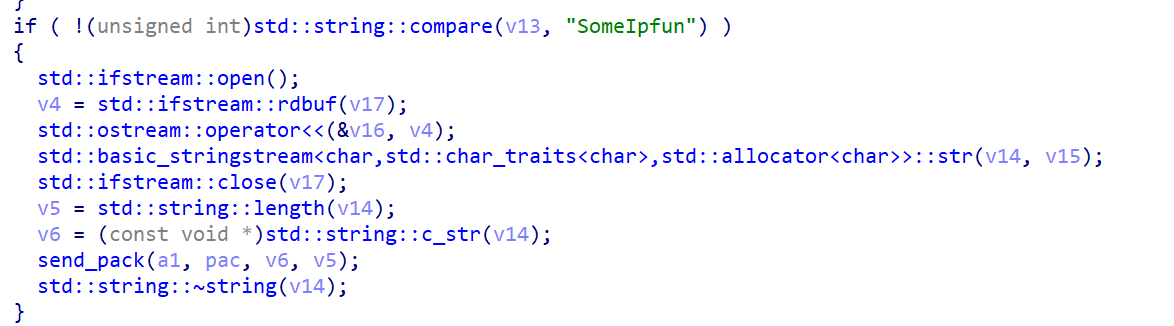 }
if ( !(unsigned int)std::string::compare(v13, "SomeIpfun") )
{
std::ifstream::open();
v4 = std::ifstream::rdbuf(v17);
std::ostream::operator<<(&v16, v4);
std::basic_stringstream<char,std::char_traits<char>,std::allocator<char>>::str(v14, v15);
std::ifstream::close(v17);
v5 = std::string::length(v14);
v6 = (const void *)std::string::c_str(v14);
send_pack(a1, pac, v6, v5);
std::string::~string(v14);
}